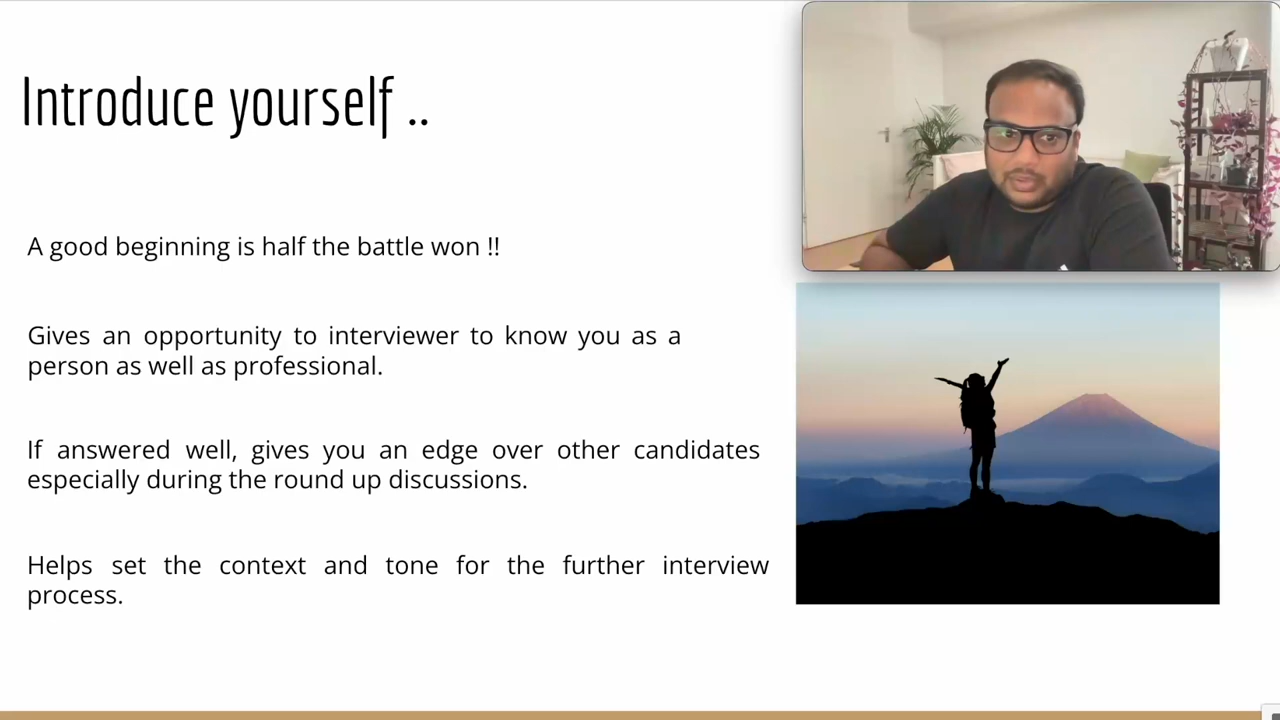 Introduce yourself ..
A good beginning is half the battle won !!
Gives an opportunity to interviewer to know you as a
person as well as professional.
If answered well, gives you an edge over other candidates
especially during the round up discussions.
Helps set the context and tone for the further interview
process.